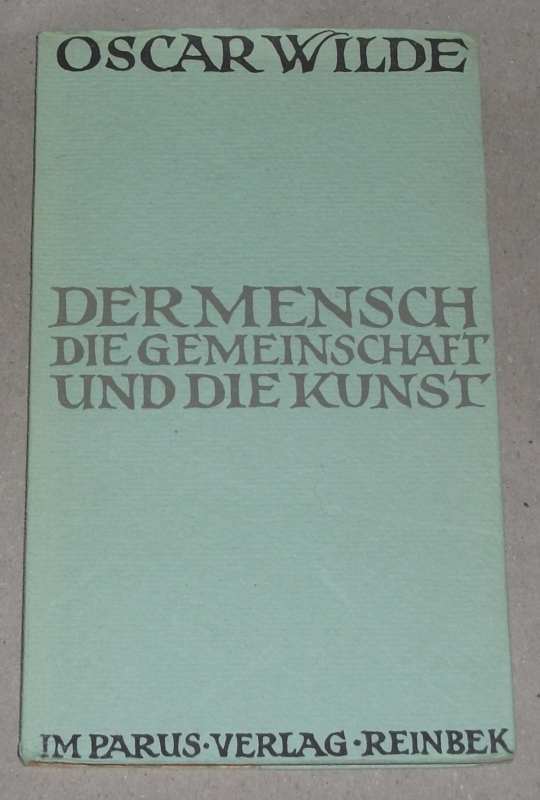 OSCAR WILDE
DER MENSCH
DIE GEMEINSCHAFT
UND DIE KUNST
IM PARUS · VERLAG · REINBEK